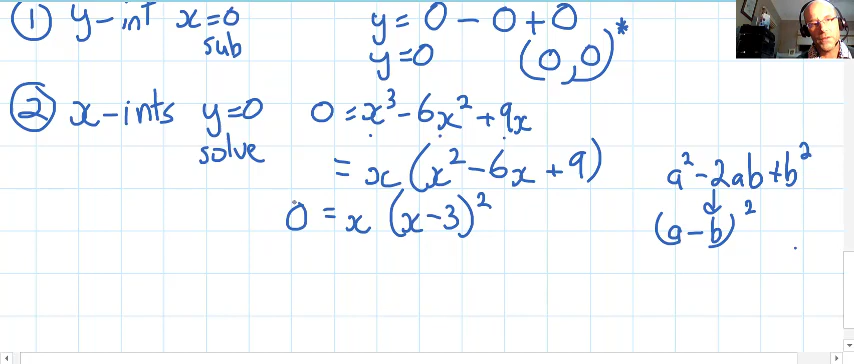 ① y-int x=0 y = 0 - 0 + 0
sub y=0 (0,0)*
② x-ints y=0 0 = x³ - 6x² + 9x
solve = x(x² - 6x + 9) a² - 2ab + b²
0 = x (x-3)² (a-b)²